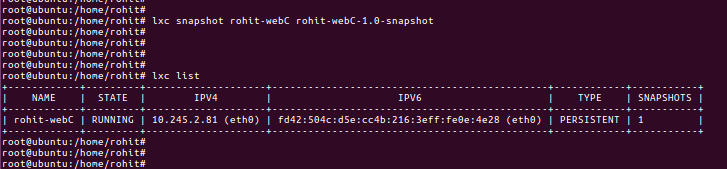 root@ubuntu:/home/rohit#
root@ubuntu:/home/rohit#
root@ubuntu:/home/rohit# lxc snapshot rohit-webC rohit-webC-1.0-snapshot
root@ubuntu:/home/rohit#
root@ubuntu:/home/rohit#
root@ubuntu:/home/rohit#
root@ubuntu:/home/rohit# lxc list
+------------+---------+---------------------+-----------------------------------------------+------------+-----------+
| NAME | STATE | IPV4 | IPV6 | TYPE | SNAPSHOTS |
+------------+---------+---------------------+-----------------------------------------------+------------+-----------+
| rohit-webC | RUNNING | 10.245.2.81 (eth0) | fd42:504c:d5e:cc4b:216:3eff:fe0e:4e28 (eth0) | PERSISTENT | 1 |
+------------+---------+---------------------+-----------------------------------------------+------------+-----------+
root@ubuntu:/home/rohit#
root@ubuntu:/home/rohit#
root@ubuntu:/home/rohit#